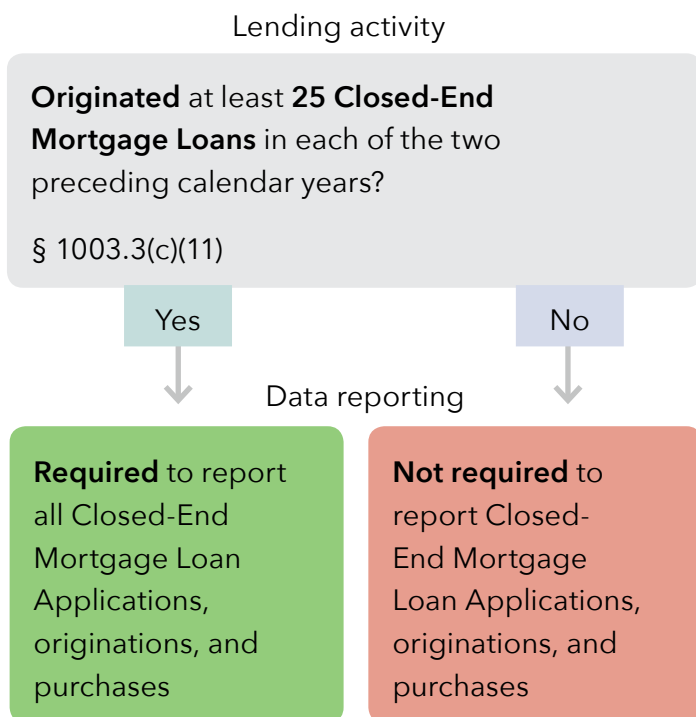 Lending activity
Originated at least 25 Closed-End
Mortgage Loans in each of the two
preceding calendar years?
§ 1003.3(c)(11)
Yes
No
Data reporting
Required to report
all Closed-End
Mortgage Loan
Applications,
originations, and
purchases
Not required to
report Closed-
End Mortgage
Loan Applications,
originations, and
purchases